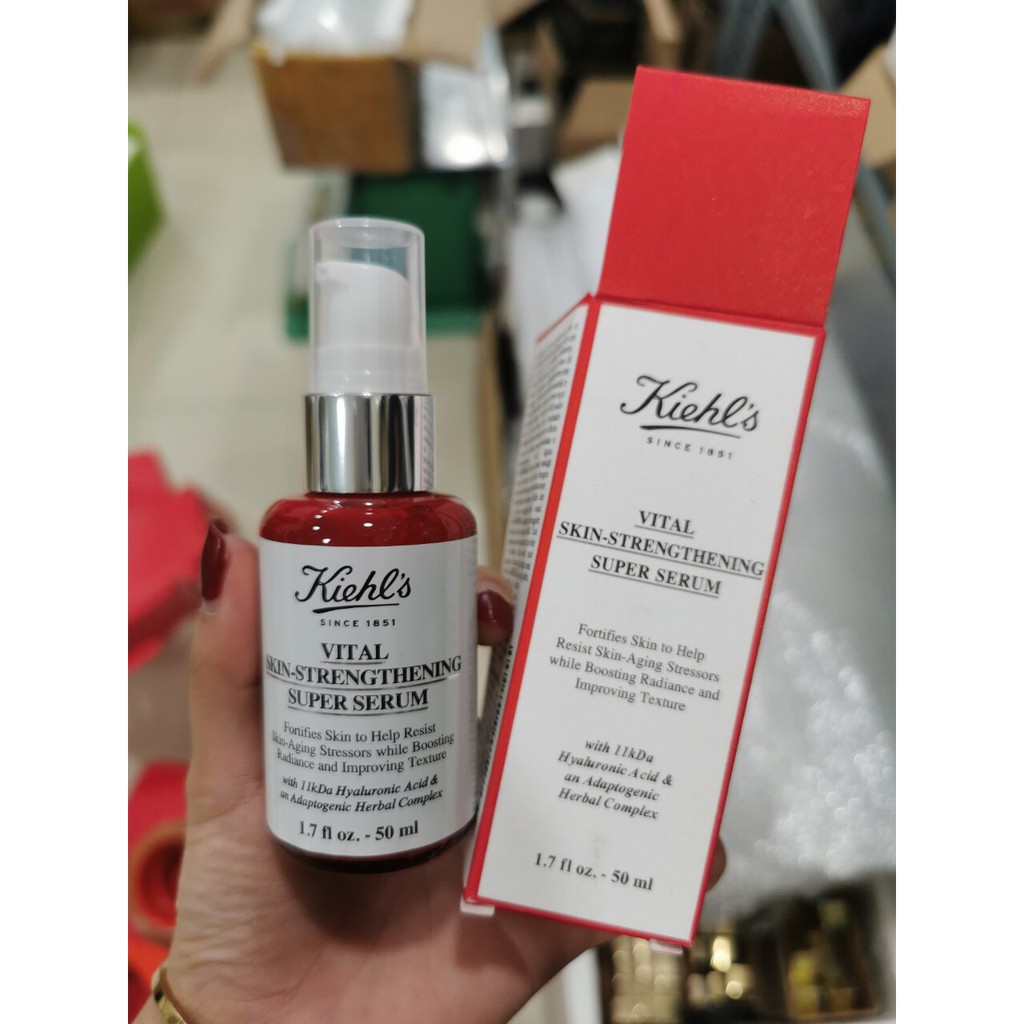 Kiehl's
SINCE 1851
VITAL
SKIN-STRENGTHENING
SUPER SERUM
Fortifies Skin to Help Resist
Skin-Aging Stressors while Boosting
Radiance and Improving Texture
with 11kDa Hyaluronic Acid &
an Adaptogenic Herbal Complex
1.7 fl oz. - 50 ml
Kiehl's
SINCE 1851
VITAL
SKIN-STRENGTHENING
SUPER SERUM
Fortifies Skin to Help
Resist Skin-Aging Stressors
while Boosting Radiance and
Improving Texture
with 11kDa
Hyaluronic Acid &
an Adaptogenic
Herbal Complex
1.7 fl oz. - 50 ml